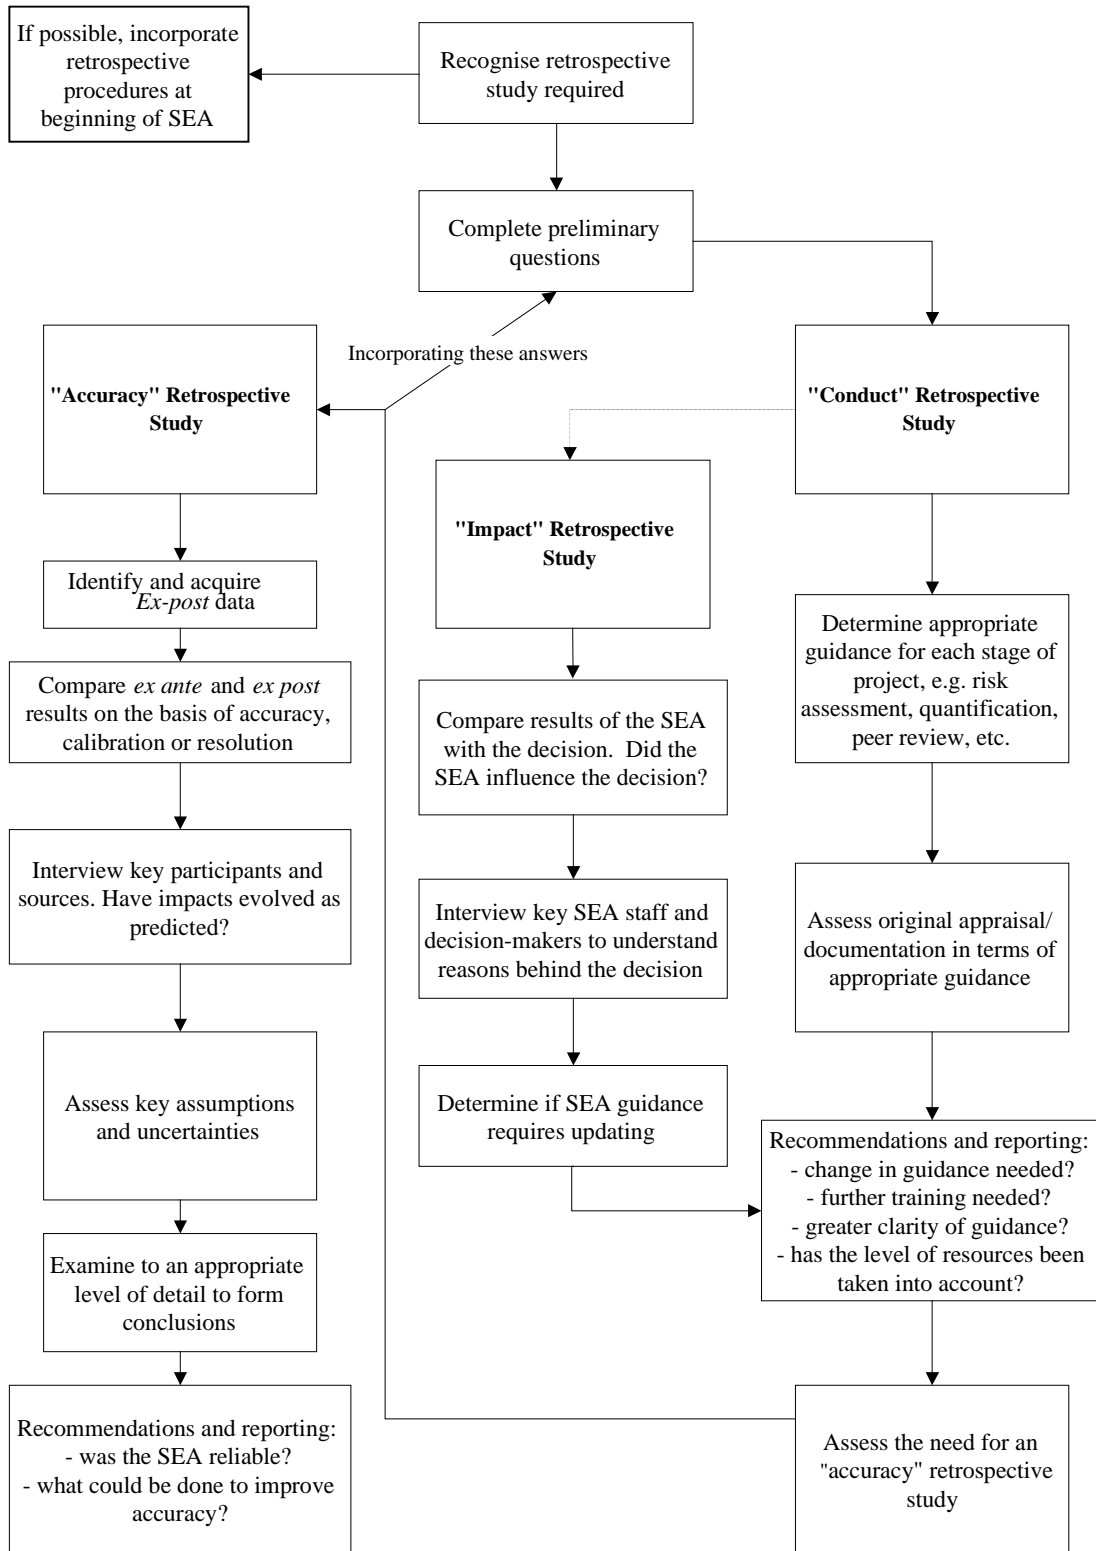 If possible, incorporate
retrospective
procedures at
beginning of SEA
Recognise retrospective
study required
Complete preliminary
questions
Incorporating these answers
"Accuracy" Retrospective
Study
"Conduct" Retrospective
Study
"Impact" Retrospective
Study
Identify and acquire
Ex-post data
Compare ex ante and ex post
results on the basis of accuracy,
calibration or resolution
Interview key participants and
sources. Have impacts evolved as
predicted?
Assess key assumptions
and uncertainties
Examine to an appropriate
level of detail to form
conclusions
Recommendations and reporting:
- was the SEA reliable?
- what could be done to improve
accuracy?
Compare results of the SEA
with the decision.  Did the
SEA influence the decision?
Interview key SEA staff and
decision-makers to understand
reasons behind the decision
Determine if SEA guidance
requires updating
Determine appropriate
guidance for each stage of
project, e.g. risk
assessment, quantification,
peer review, etc.
Assess original appraisal/
documentation in terms of
appropriate guidance
Recommendations and reporting:
- change in guidance needed?
- further training needed?
- greater clarity of guidance?
- has the level of resources been
taken into account?
Assess the need for an
"accuracy" retrospective
study